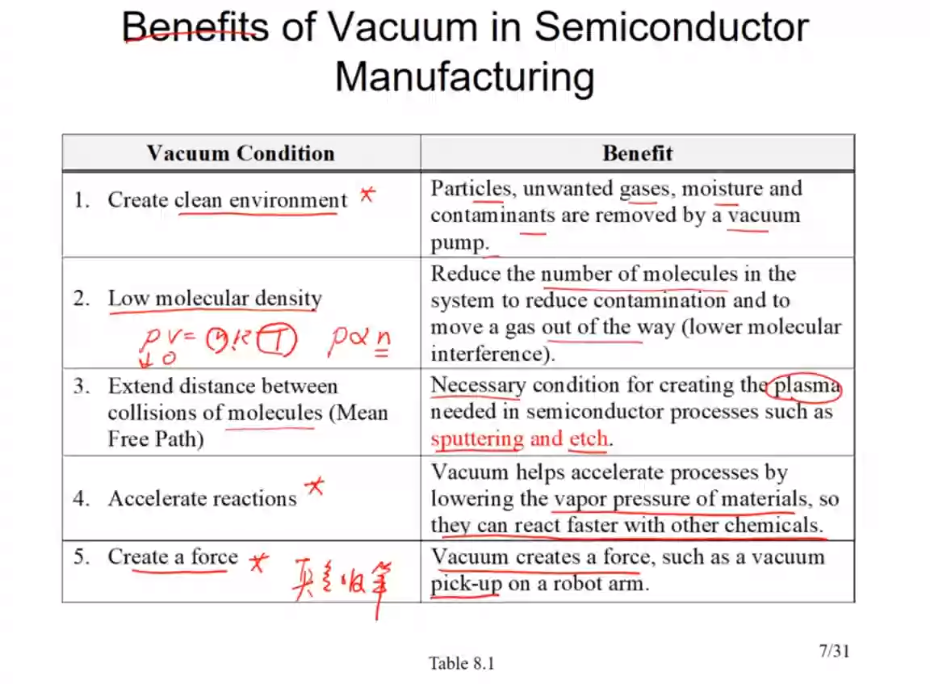 Benefits of Vacuum in Semiconductor
Manufacturing
Vacuum Condition
Benefit
1. Create clean environment
Particles, unwanted gases, moisture and
contaminants are removed by a vacuum
pump.
2. Low molecular density
PV=nRT P∝n
↓0
Reduce the number of molecules in the
system to reduce contamination and to
move a gas out of the way (lower molecular
interference).
3. Extend distance between
collisions of molecules (Mean
Free Path)
Necessary condition for creating the plasma
needed in semiconductor processes such as
sputtering and etch.
4. Accelerate reactions
Vacuum helps accelerate processes by
lowering the vapor pressure of materials, so
they can react faster with other chemicals.
5. Create a force
Vacuum creates a force, such as a vacuum
pick-up on a robot arm.
7/31
Table 8.1